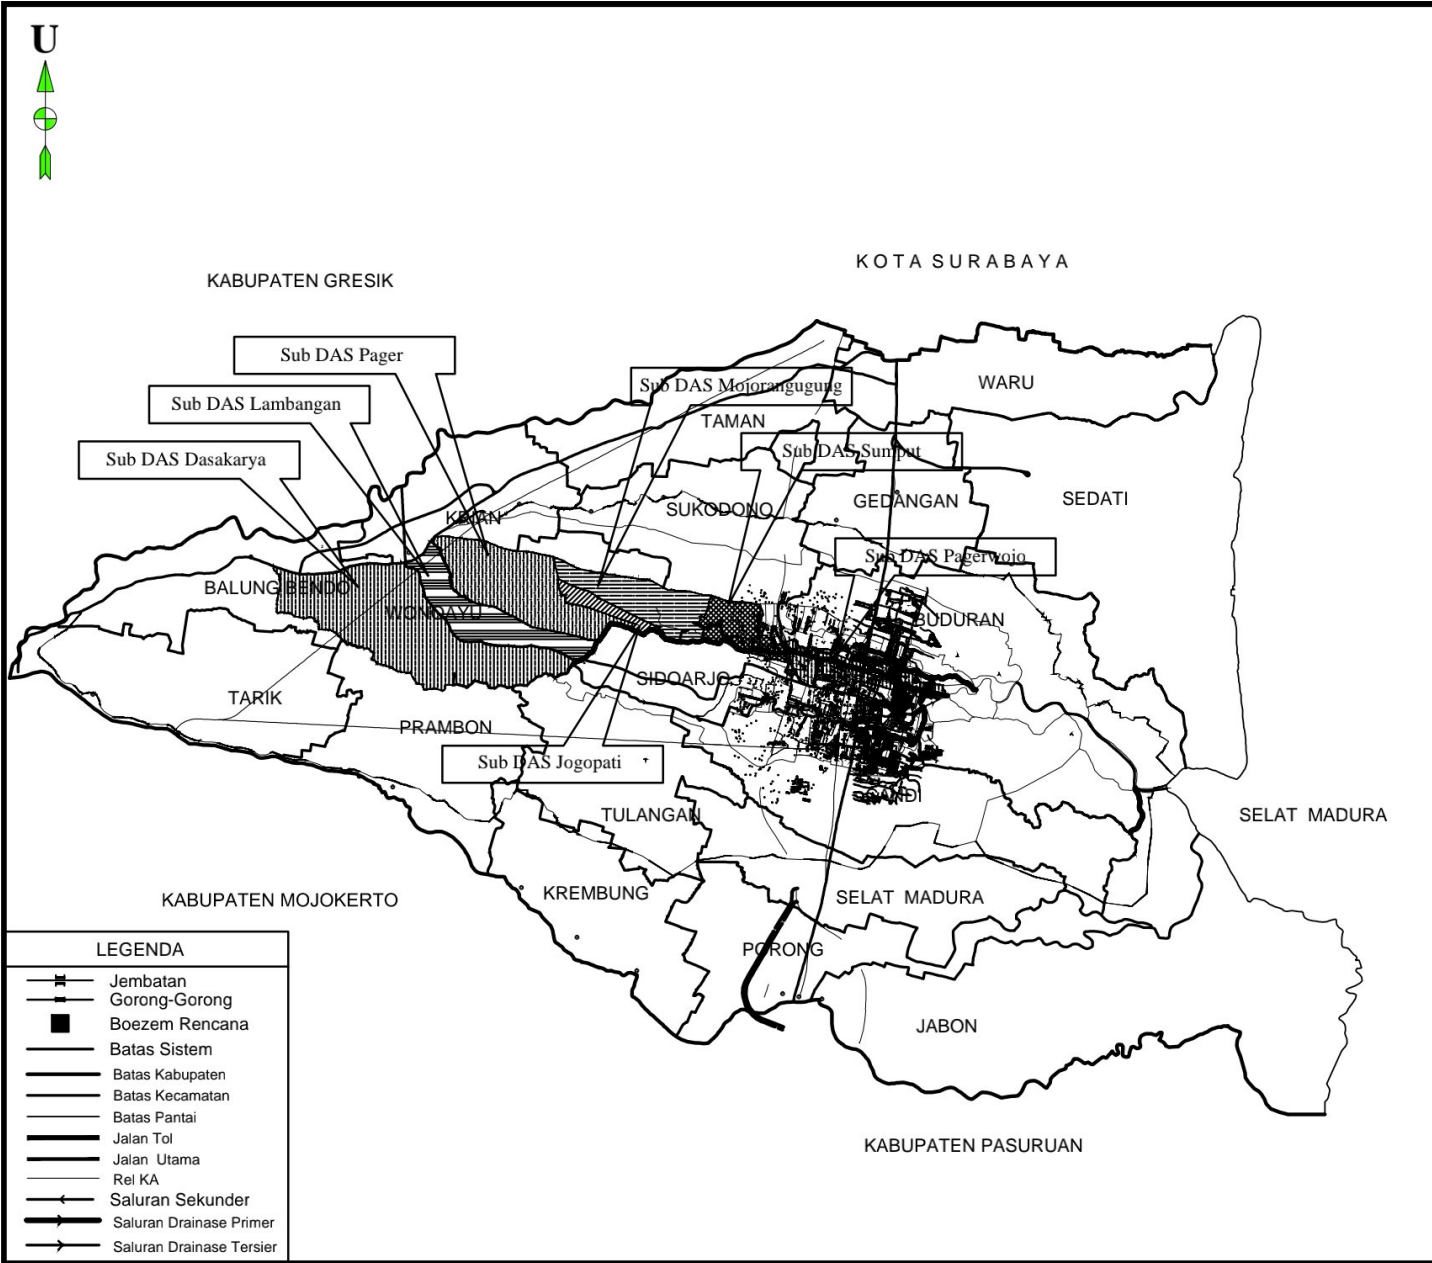 U
KOTA SURABAYA
KABUPATEN GRESIK
Sub DAS Pager
Sub DAS Mojorangugung
WARU
Sub DAS Lambangan
TAMAN
Sub DAS Sumput
Sub DAS Dasakarya
SEDATI
GEDANGAN
SUKODONO
KRIAN
Sub DAS Pagerwojo
BALUNG BENDO
WONOAYU
BUDURAN
SIDOARJO
TARIK
PRAMBON
Sub DAS Jogopati
CANDI
TULANGAN
SELAT MADURA
KREMBUNG
SELAT MADURA
KABUPATEN MOJOKERTO
PORONG
JABON
KABUPATEN PASURUAN
LEGENDA
Jembatan
Gorong-Gorong
Boezem Rencana
Batas Sistem
Batas Kabupaten
Batas Kecamatan
Batas Pantai
Jalan Tol
Jalan Utama
Rel KA
Saluran Sekunder
Saluran Drainase Primer
Saluran Drainase Tersier